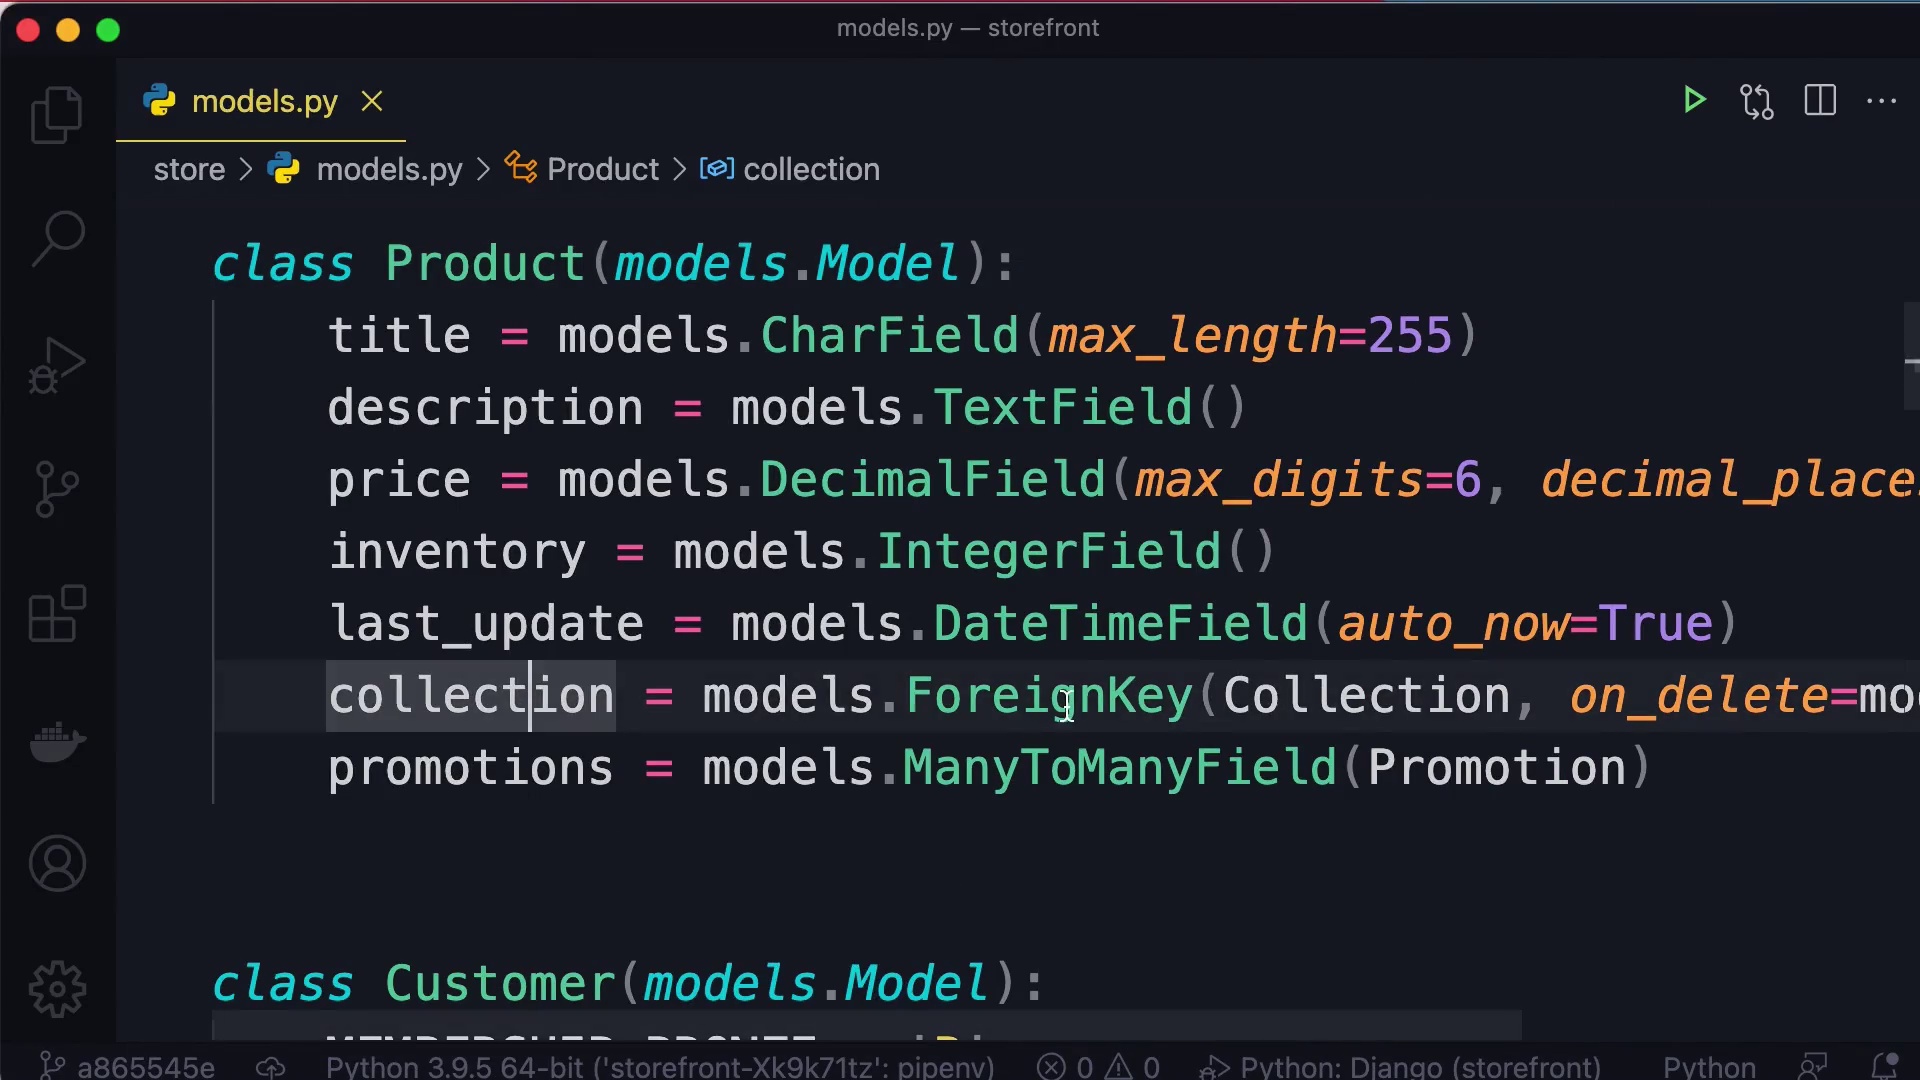 models.py — storefront
models.py
store > models.py > Product > collection
class Product(models.Model):
title = models.CharField(max_length=255)
description = models.TextField()
price = models.DecimalField(max_digits=6, decimal_place
inventory = models.IntegerField()
last_update = models.DateTimeField(auto_now=True)
collection = models.ForeignKey(Collection, on_delete=mo
promotions = models.ManyToManyField(Promotion)
class Customer(models.Model):
a865545e Python 3.9.5 64-bit ('storefront-Xk9k71tz': pipenv) 0 0 Python: Django (storefront) Python